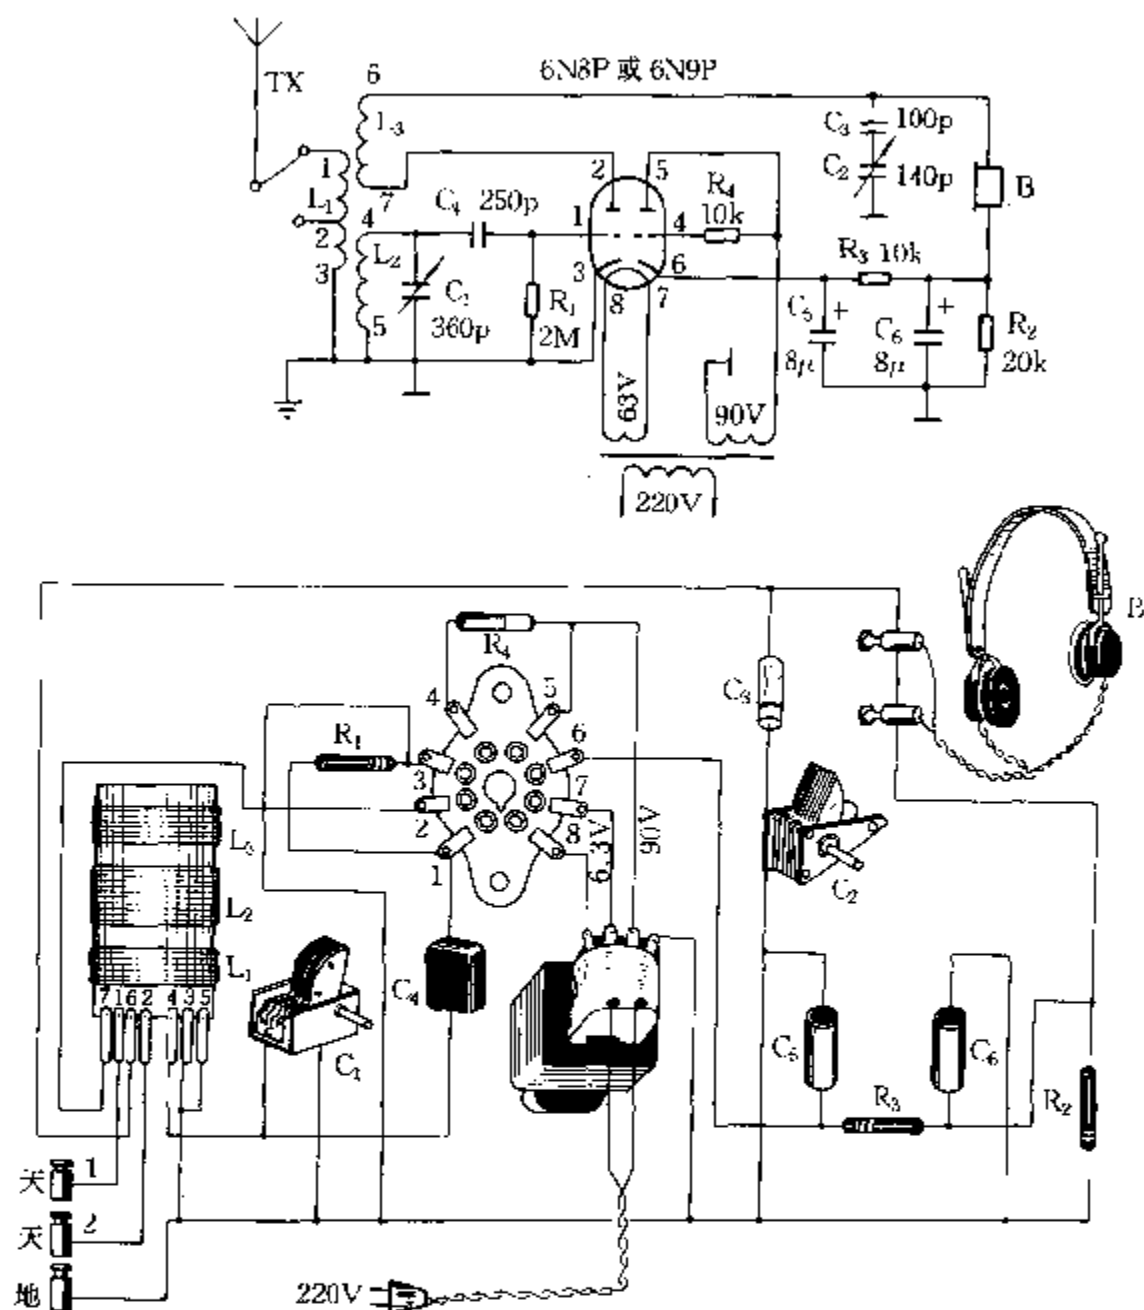 6N8P 或 6N9P
TX
6
L₃
7
1
L₁
2
3
4
L₂
5
C₁
360p
C₄ 250p
R₁
2M
2
5
1
4
3
6
8
7
R₄
10k
C₃ 100p
C₂ 140p
B
R₃ 10k
C₅
8μ
+
C₆
8μ
+
R₂
20k
63V
90V
220V
B
R₄
4
5
C₃
R₁
3
6
2
7
1
8
6.3V
90V
L₃
L₂
L₁
C₂
7 1 6 2 4 3 5
C₁
C₄
C₅
C₆
R₃
R₂
天 1
天 2
地
220V